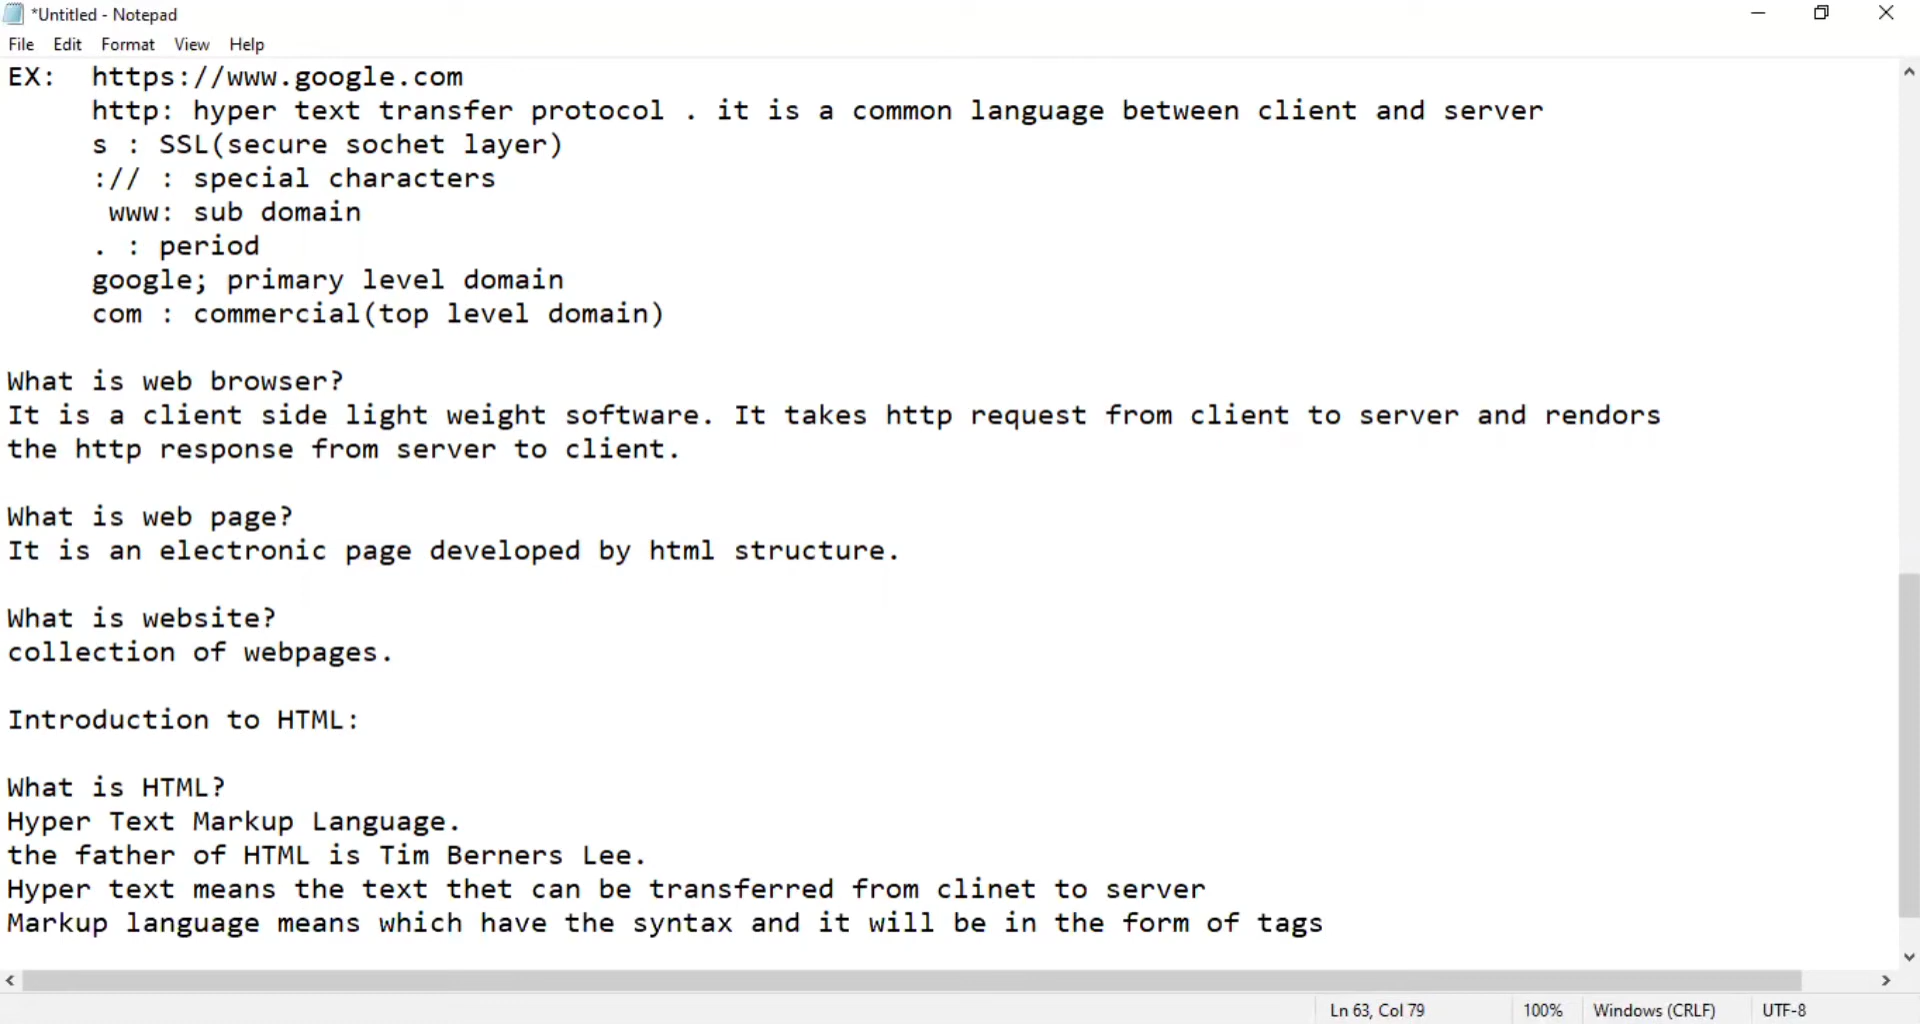 *Untitled - Notepad
File Edit Format View Help
EX: https://www.google.com
http: hyper text transfer protocol . it is a common language between client and server
s : SSL(secure sochet layer)
:// : special characters
www: sub domain
. : period
google; primary level domain
com : commercial(top level domain)
What is web browser?
It is a client side light weight software. It takes http request from client to server and rendors
the http response from server to client.
What is web page?
It is an electronic page developed by html structure.
What is website?
collection of webpages.
Introduction to HTML:
What is HTML?
Hyper Text Markup Language.
the father of HTML is Tim Berners Lee.
Hyper text means the text thet can be transferred from clinet to server
Markup language means which have the syntax and it will be in the form of tags
Ln 63, Col 79 100% Windows (CRLF) UTF-8